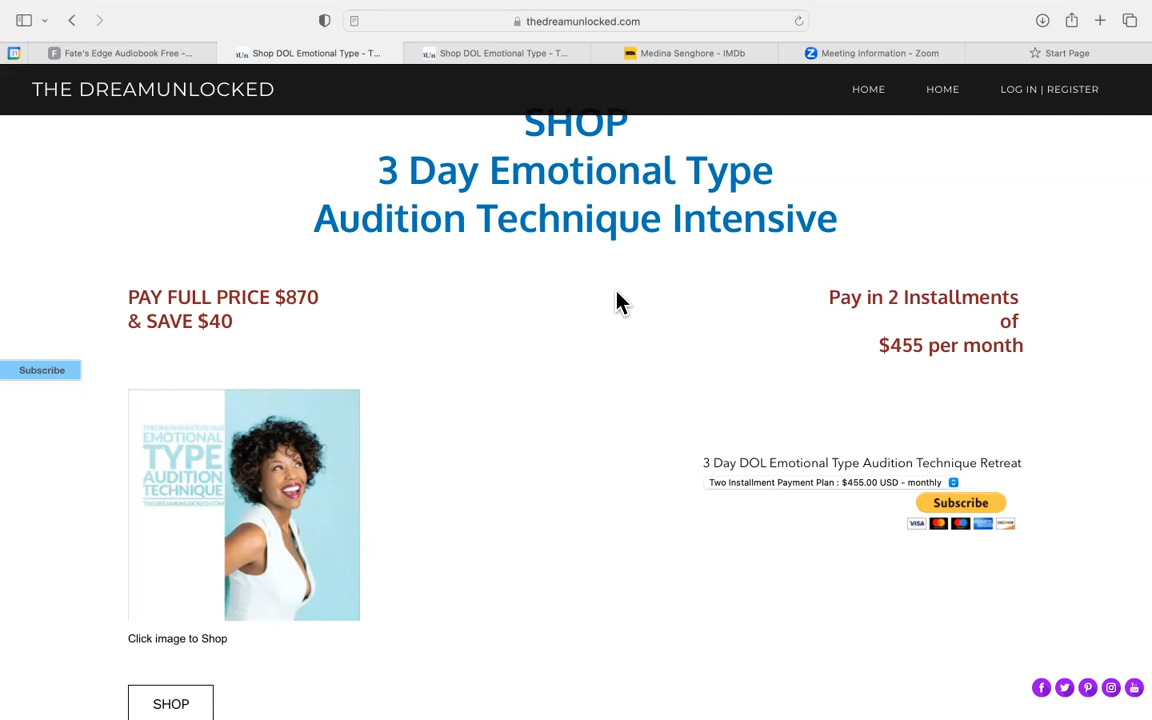 thedreamunlocked.com
Fate's Edge Audiobook Free -...
Shop DOL Emotional Type - T...
Shop DOL Emotional Type - T...
Medina Senghore - IMDb
Meeting Information - Zoom
Start Page
THE DREAMUNLOCKED
HOME
HOME
LOG IN | REGISTER
SHOP
3 Day Emotional Type
Audition Technique Intensive
PAY FULL PRICE $870
& SAVE $40
Pay in 2 Installments
of
$455 per month
Subscribe
EMOTIONAL
TYPE
AUDITION
TECHNIQUE
THEDREAMUNLOCKED.COM
3 Day DOL Emotional Type Audition Technique Retreat
Two Installment Payment Plan : $455.00 USD - monthly
Subscribe
VISA
Click image to Shop
SHOP